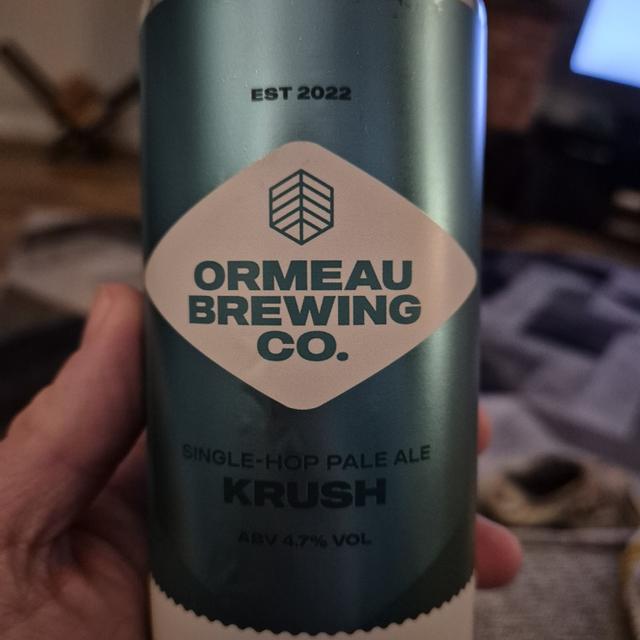 EST 2022
ORMEAU
BREWING
CO.
SINGLE-HOP PALE ALE
KRUSH
ABV 4.7% VOL